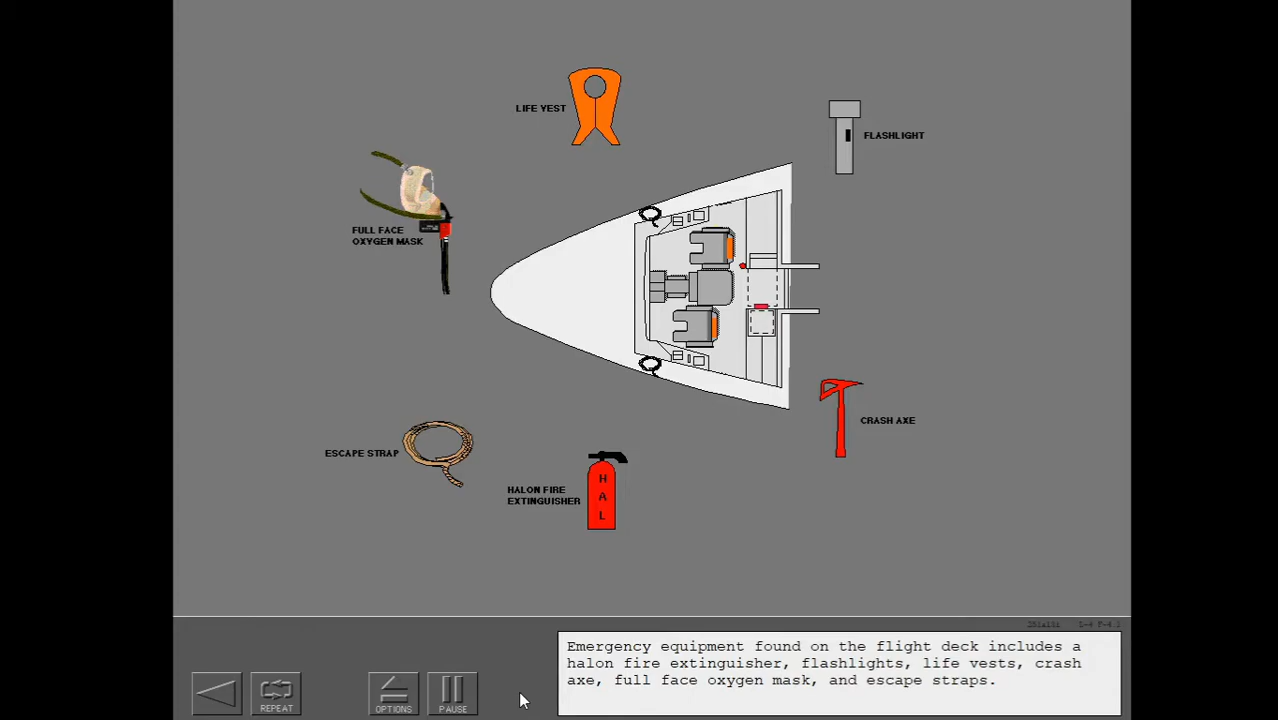 LIFE VEST
FLASHLIGHT
FULL FACE
OXYGEN MASK
CRASH AXE
ESCAPE STRAP
HALON FIRE
EXTINGUISHER
H
A
L
Emergency equipment found on the flight deck includes a
halon fire extinguisher, flashlights, life vests, crash
axe, full face oxygen mask, and escape straps.
REPEAT
OPTIONS
PAUSE